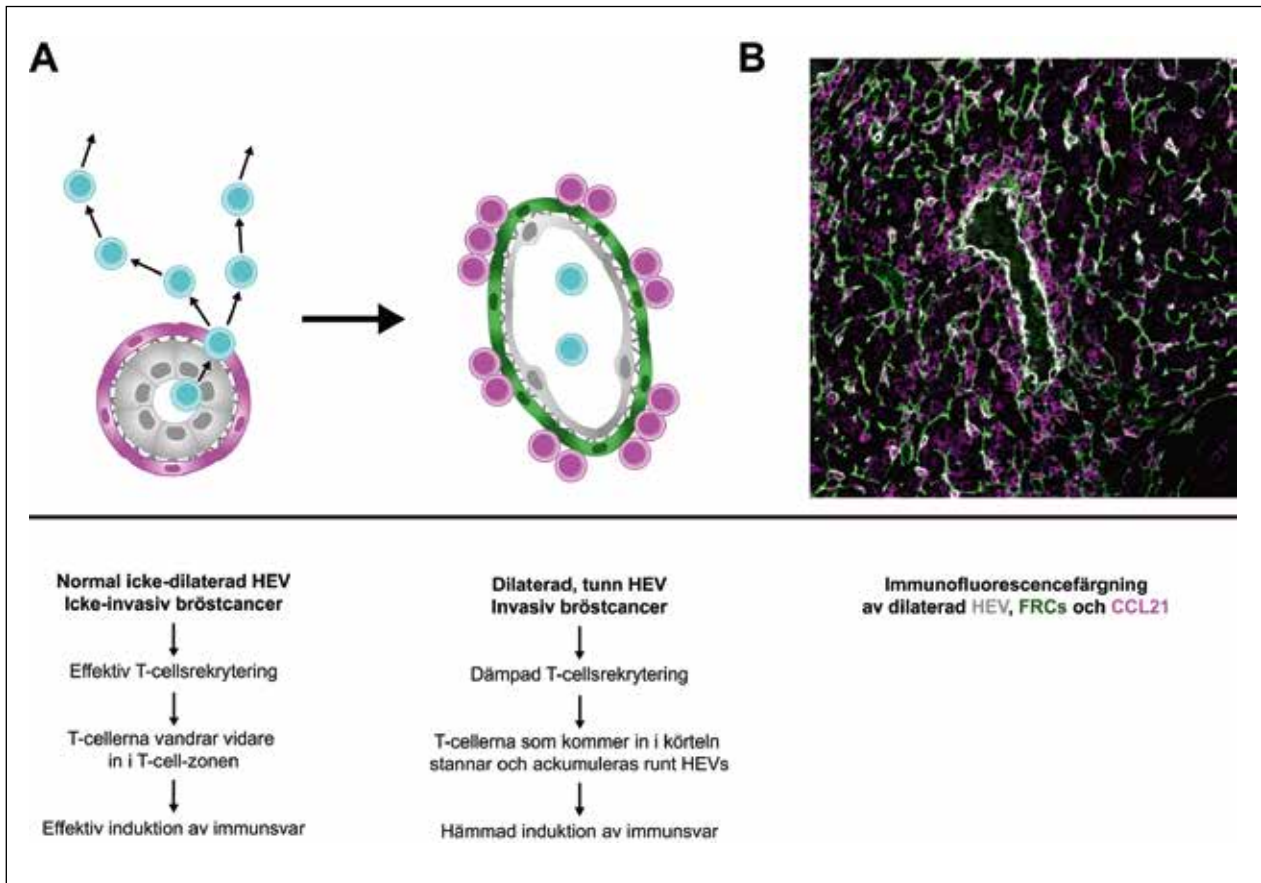 A
B
Normal icke-dilaterad HEV
Icke-invasiv bröstcancer
Effektiv T-cellsrekrytering
T-cellerna vandrar vidare
in i T-cell-zonen
Effektiv induktion av immunsvar
Dilaterad, tunn HEV
Invasiv bröstcancer
Dämpad T-cellsrekrytering
T-cellerna som kommer in i körteln
stannar och ackumuleras runt HEVs
Hämmad induktion av immunsvar
Immunofluorescencefärgning
av dilaterad HEV, FRCs och CCL21